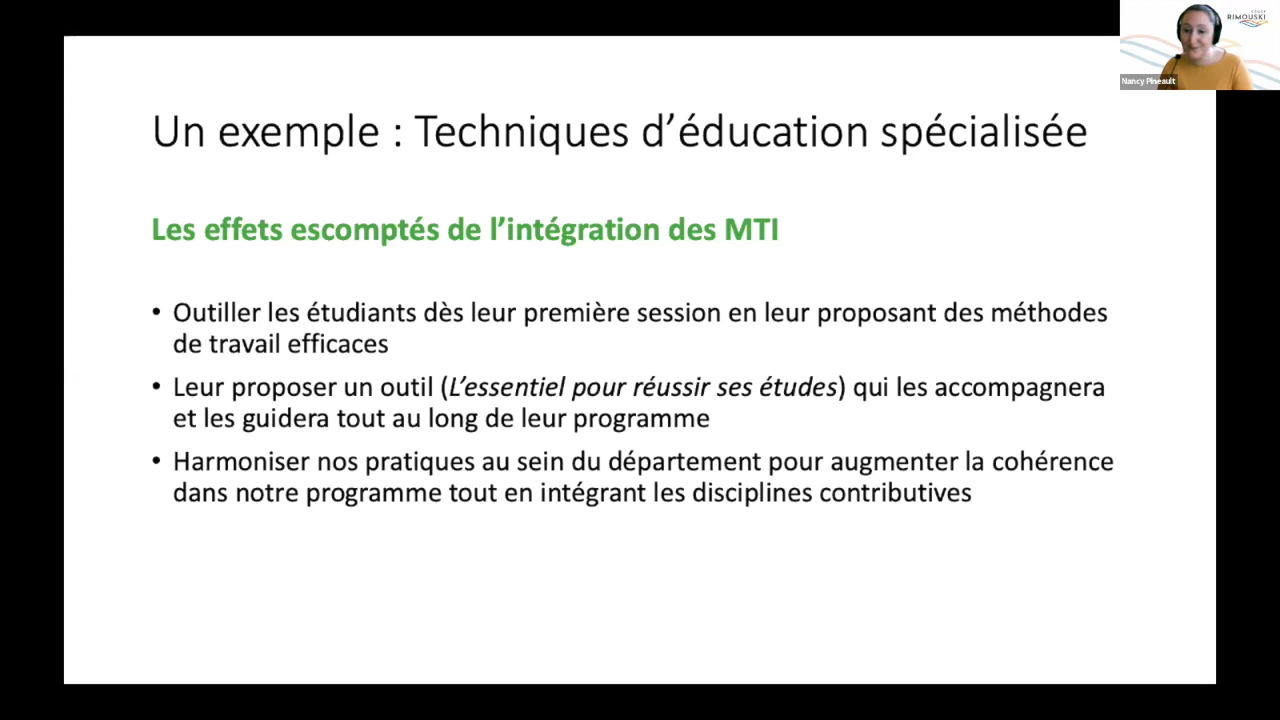 CÉGEP
RIMOUSKI
Nancy Pineault
Un exemple : Techniques d’éducation spécialisée
Les effets escomptés de l’intégration des MTI
• Outiller les étudiants dès leur première session en leur proposant des méthodes
de travail efficaces
• Leur proposer un outil (L’essentiel pour réussir ses études) qui les accompagnera
et les guidera tout au long de leur programme
• Harmoniser nos pratiques au sein du département pour augmenter la cohérence
dans notre programme tout en intégrant les disciplines contributives